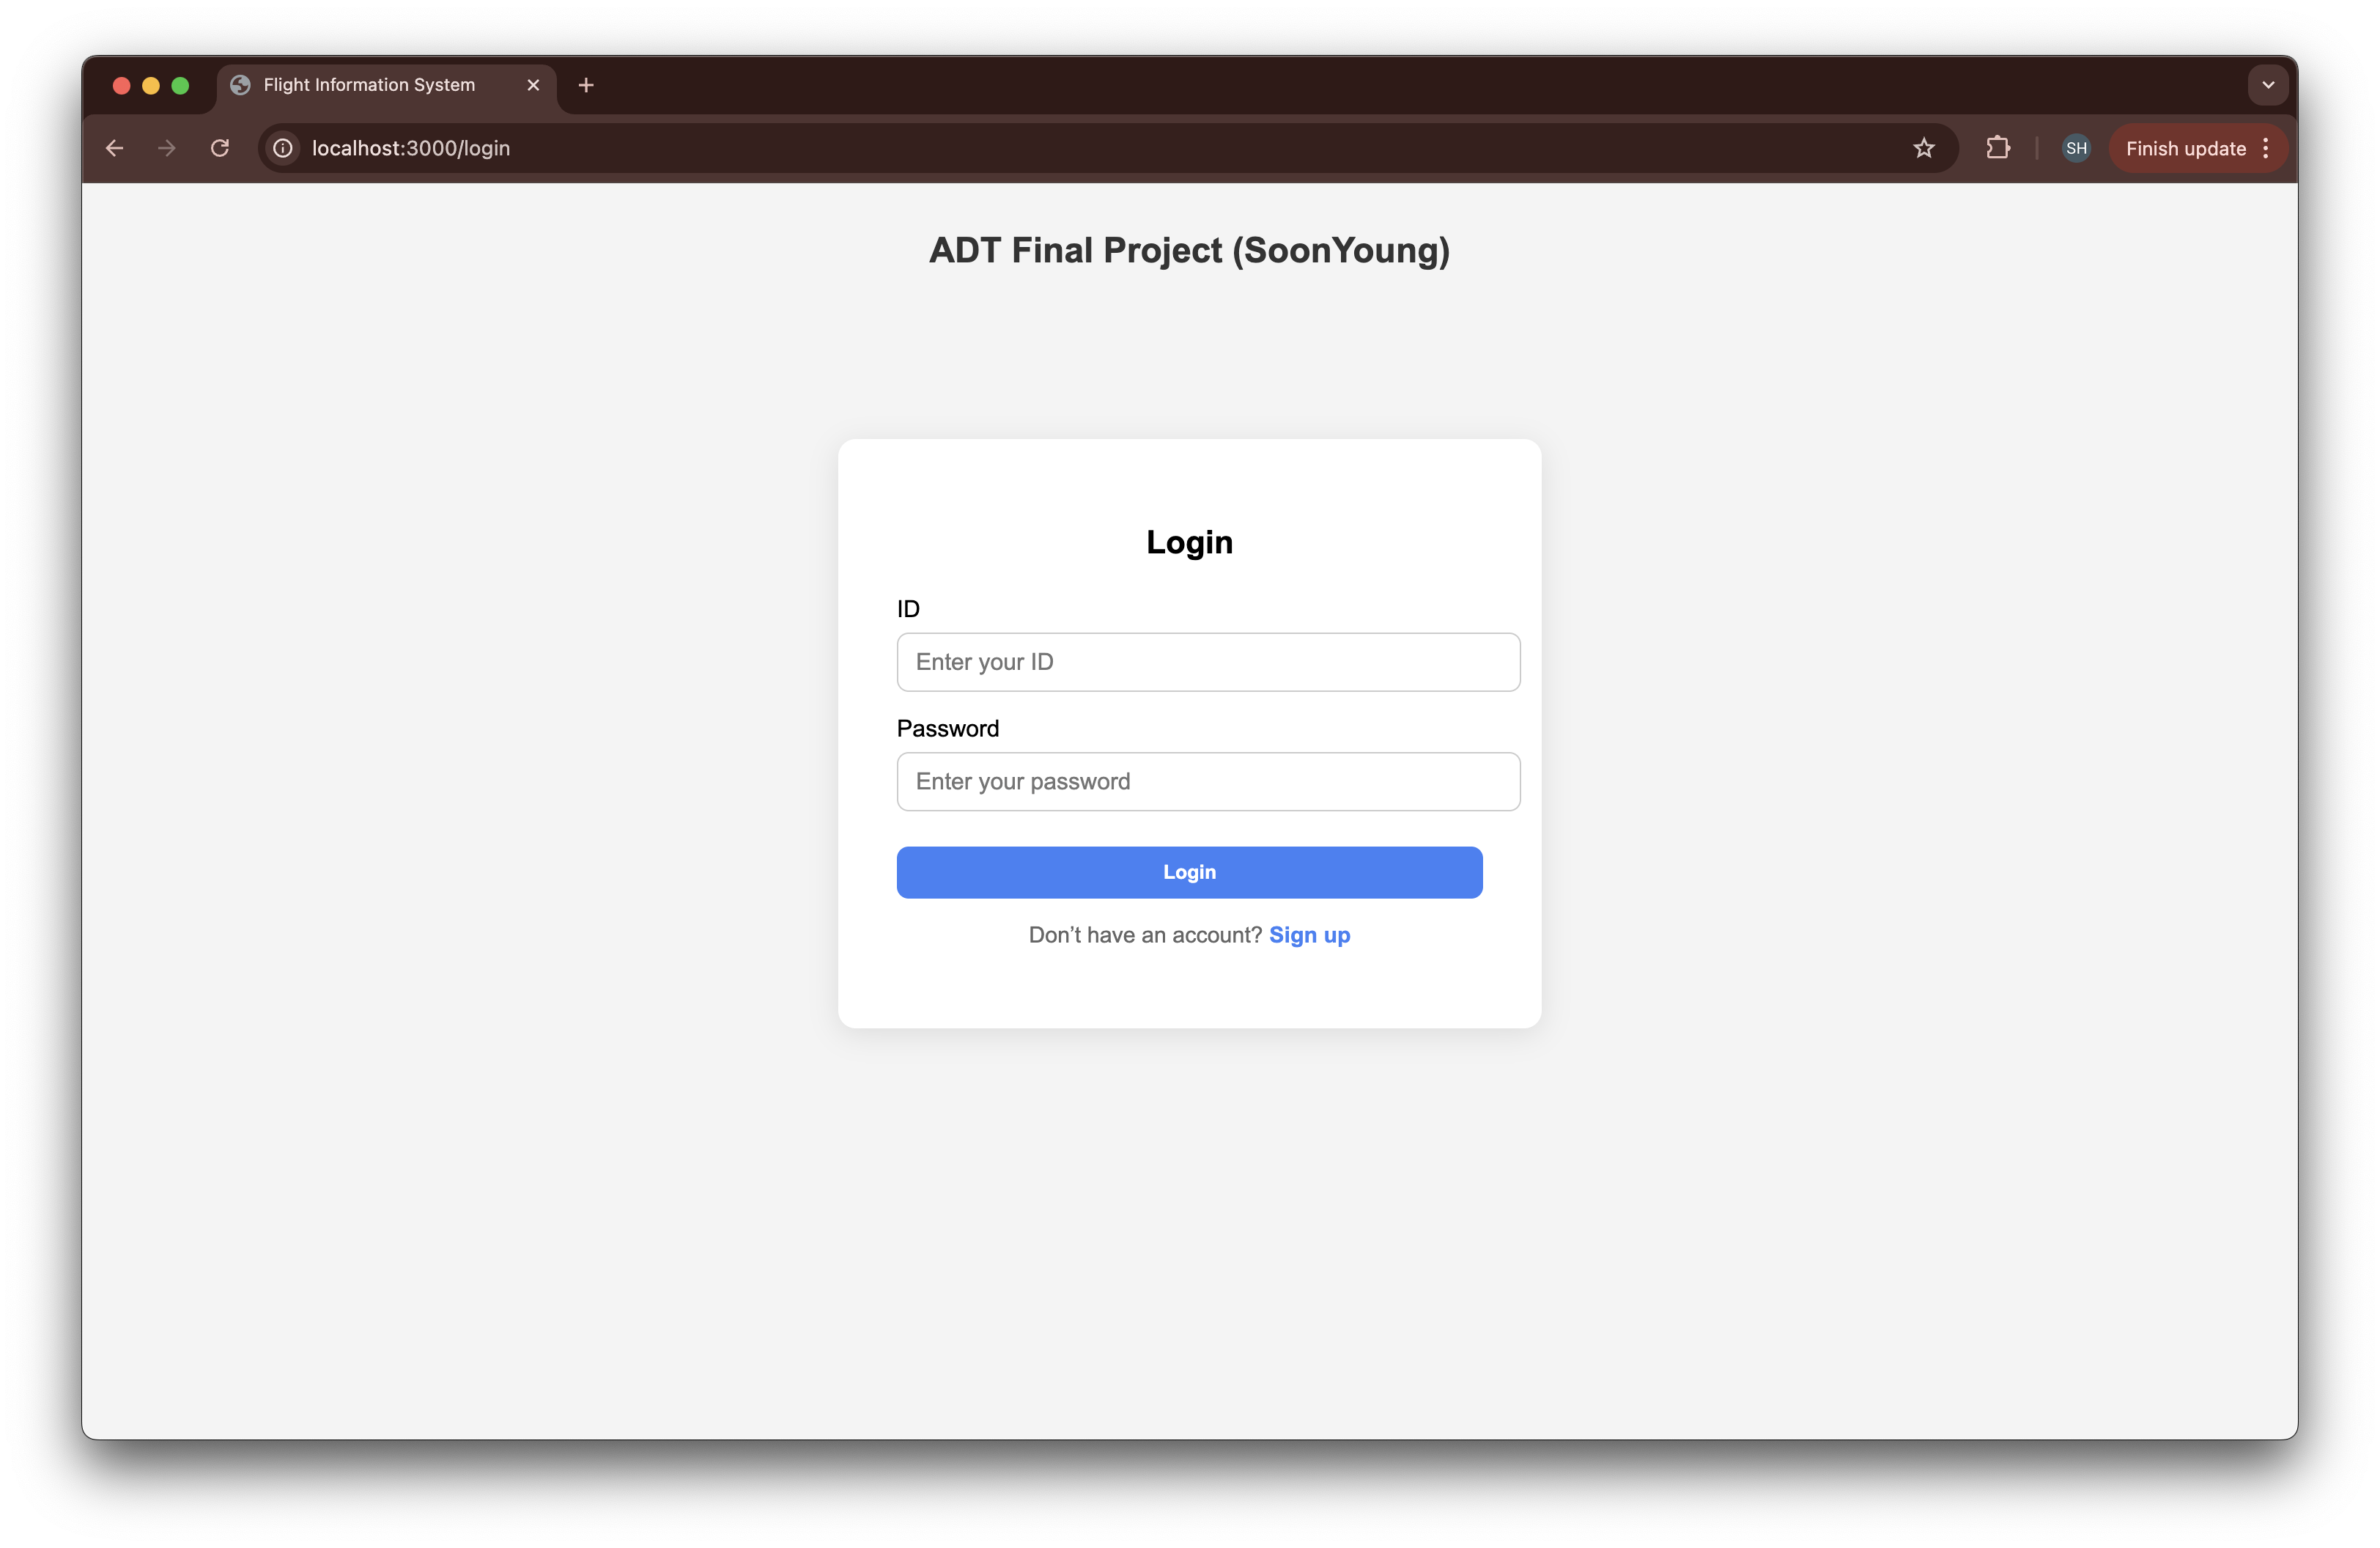 Flight Information System
localhost:3000/login
SH
Finish update
ADT Final Project (SoonYoung)
Login
ID
Enter your ID
Password
Enter your password
Login
Don’t have an account? Sign up